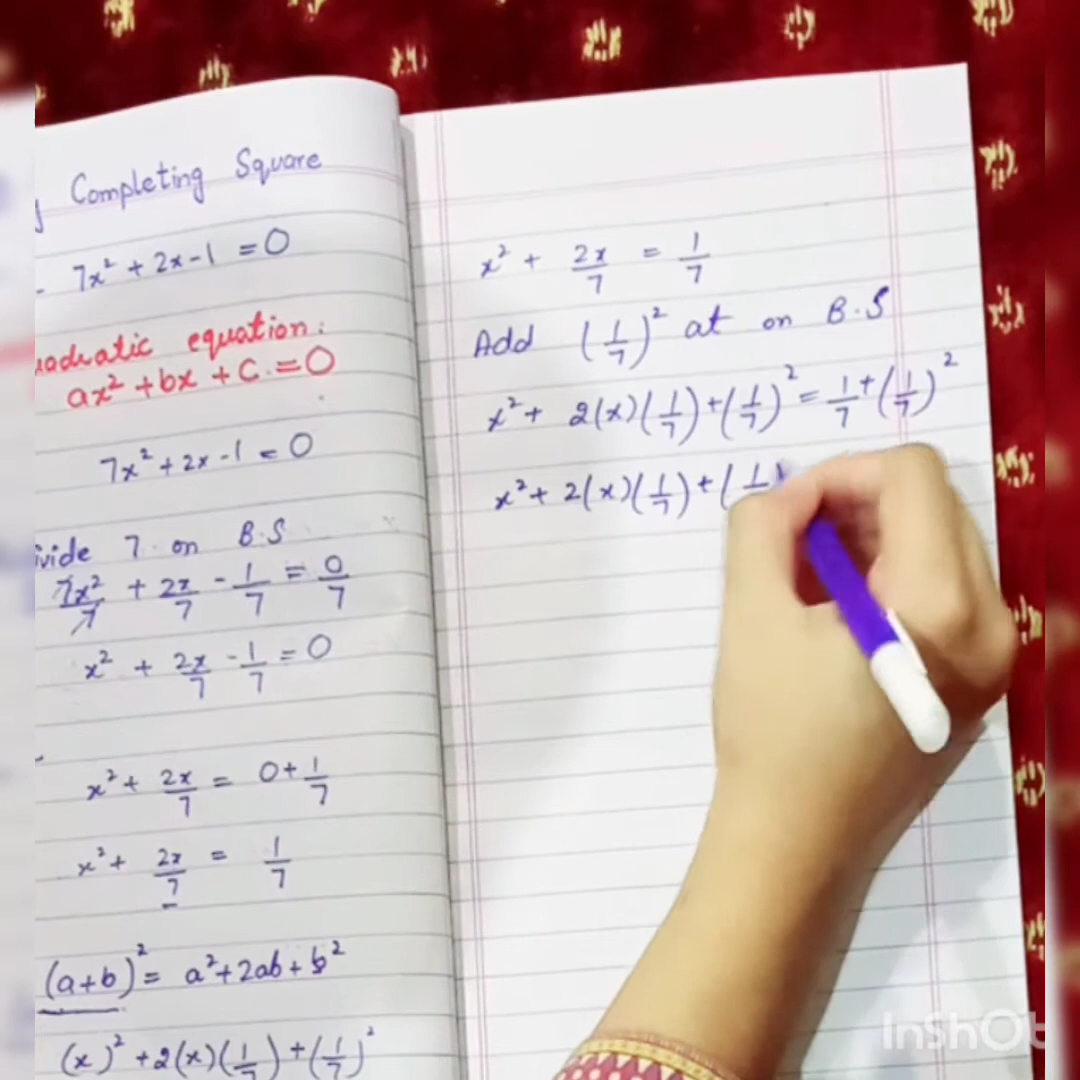 Completing Square
7x² + 2x - 1 = 0
equation:
ax² + bx + c = 0
7x² + 2x - 1 = 0
7 on B.S
7x²/7 + 2x/7 - 1/7 = 0/7
x² + 2x/7 - 1/7 = 0
x² + 2x/7 = 0 + 1/7
x² + 2x/7 = 1/7
(a+b)² = a² + 2ab + b²
(x)² + 2(x)(1/7) + (1/7)²
x² + 2x/7 = 1/7
Add (1/7)² at on B.S
x² + 2(x)(1/7) + (1/7)² = 1/7 + (1/7)²
x² + 2(x)(1/7) + (1
InShOt